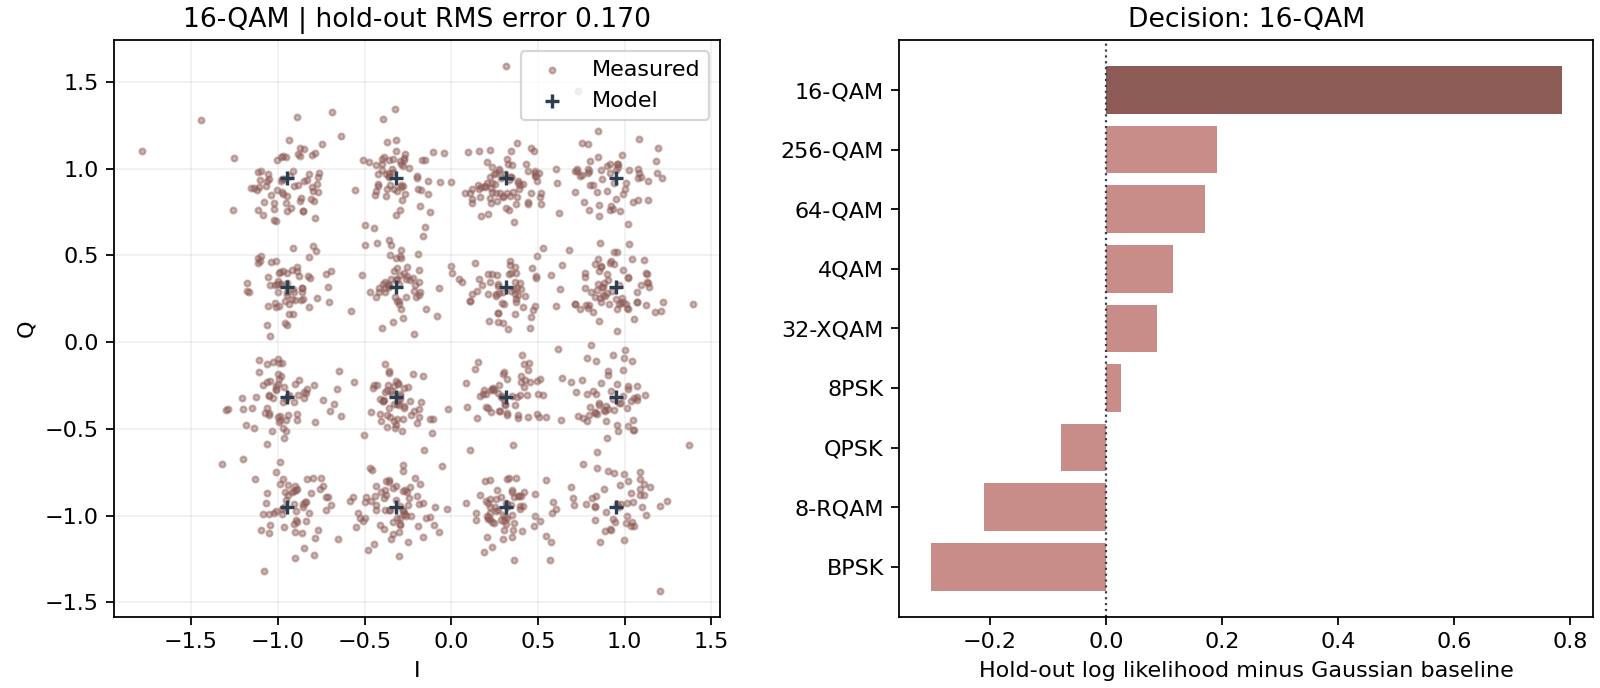 16-QAM | hold-out RMS error 0.170
Measured
Model
1.5
1.0
0.5
0.0
−0.5
−1.0
−1.5
Q
−1.5
−1.0
−0.5
0.0
0.5
1.0
1.5
I
Decision: 16-QAM
16-QAM
256-QAM
64-QAM
4QAM
32-XQAM
8PSK
QPSK
8-RQAM
BPSK
−0.2
0.0
0.2
0.4
0.6
0.8
Hold-out log likelihood minus Gaussian baseline